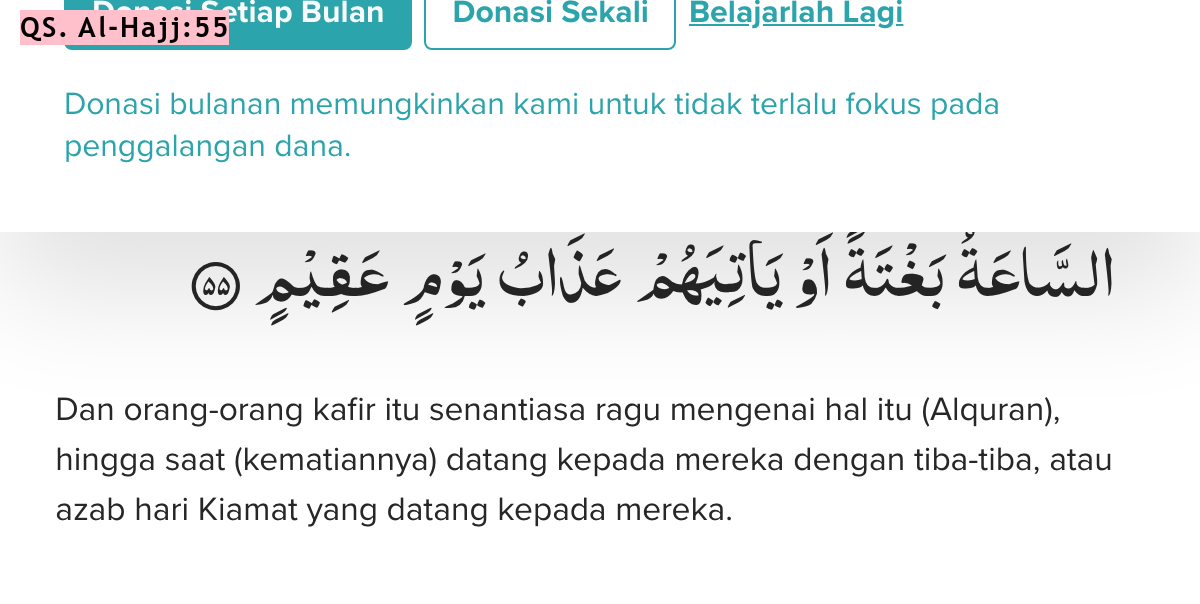 Donasi Setiap Bulan Donasi Sekali Belajarlah Lagi
QS. Al-Hajj:55
Donasi bulanan memungkinkan kami untuk tidak terlalu fokus pada
penggalangan dana.
السَّاعَةُ بَغْتَةً اَوْ يَأْتِيَهُمْ عَذَابُ يَوْمٍ عَقِيْمٍ ۝٥٥
Dan orang-orang kafir itu senantiasa ragu mengenai hal itu (Alquran),
hingga saat (kematiannya) datang kepada mereka dengan tiba-tiba, atau
azab hari Kiamat yang datang kepada mereka.